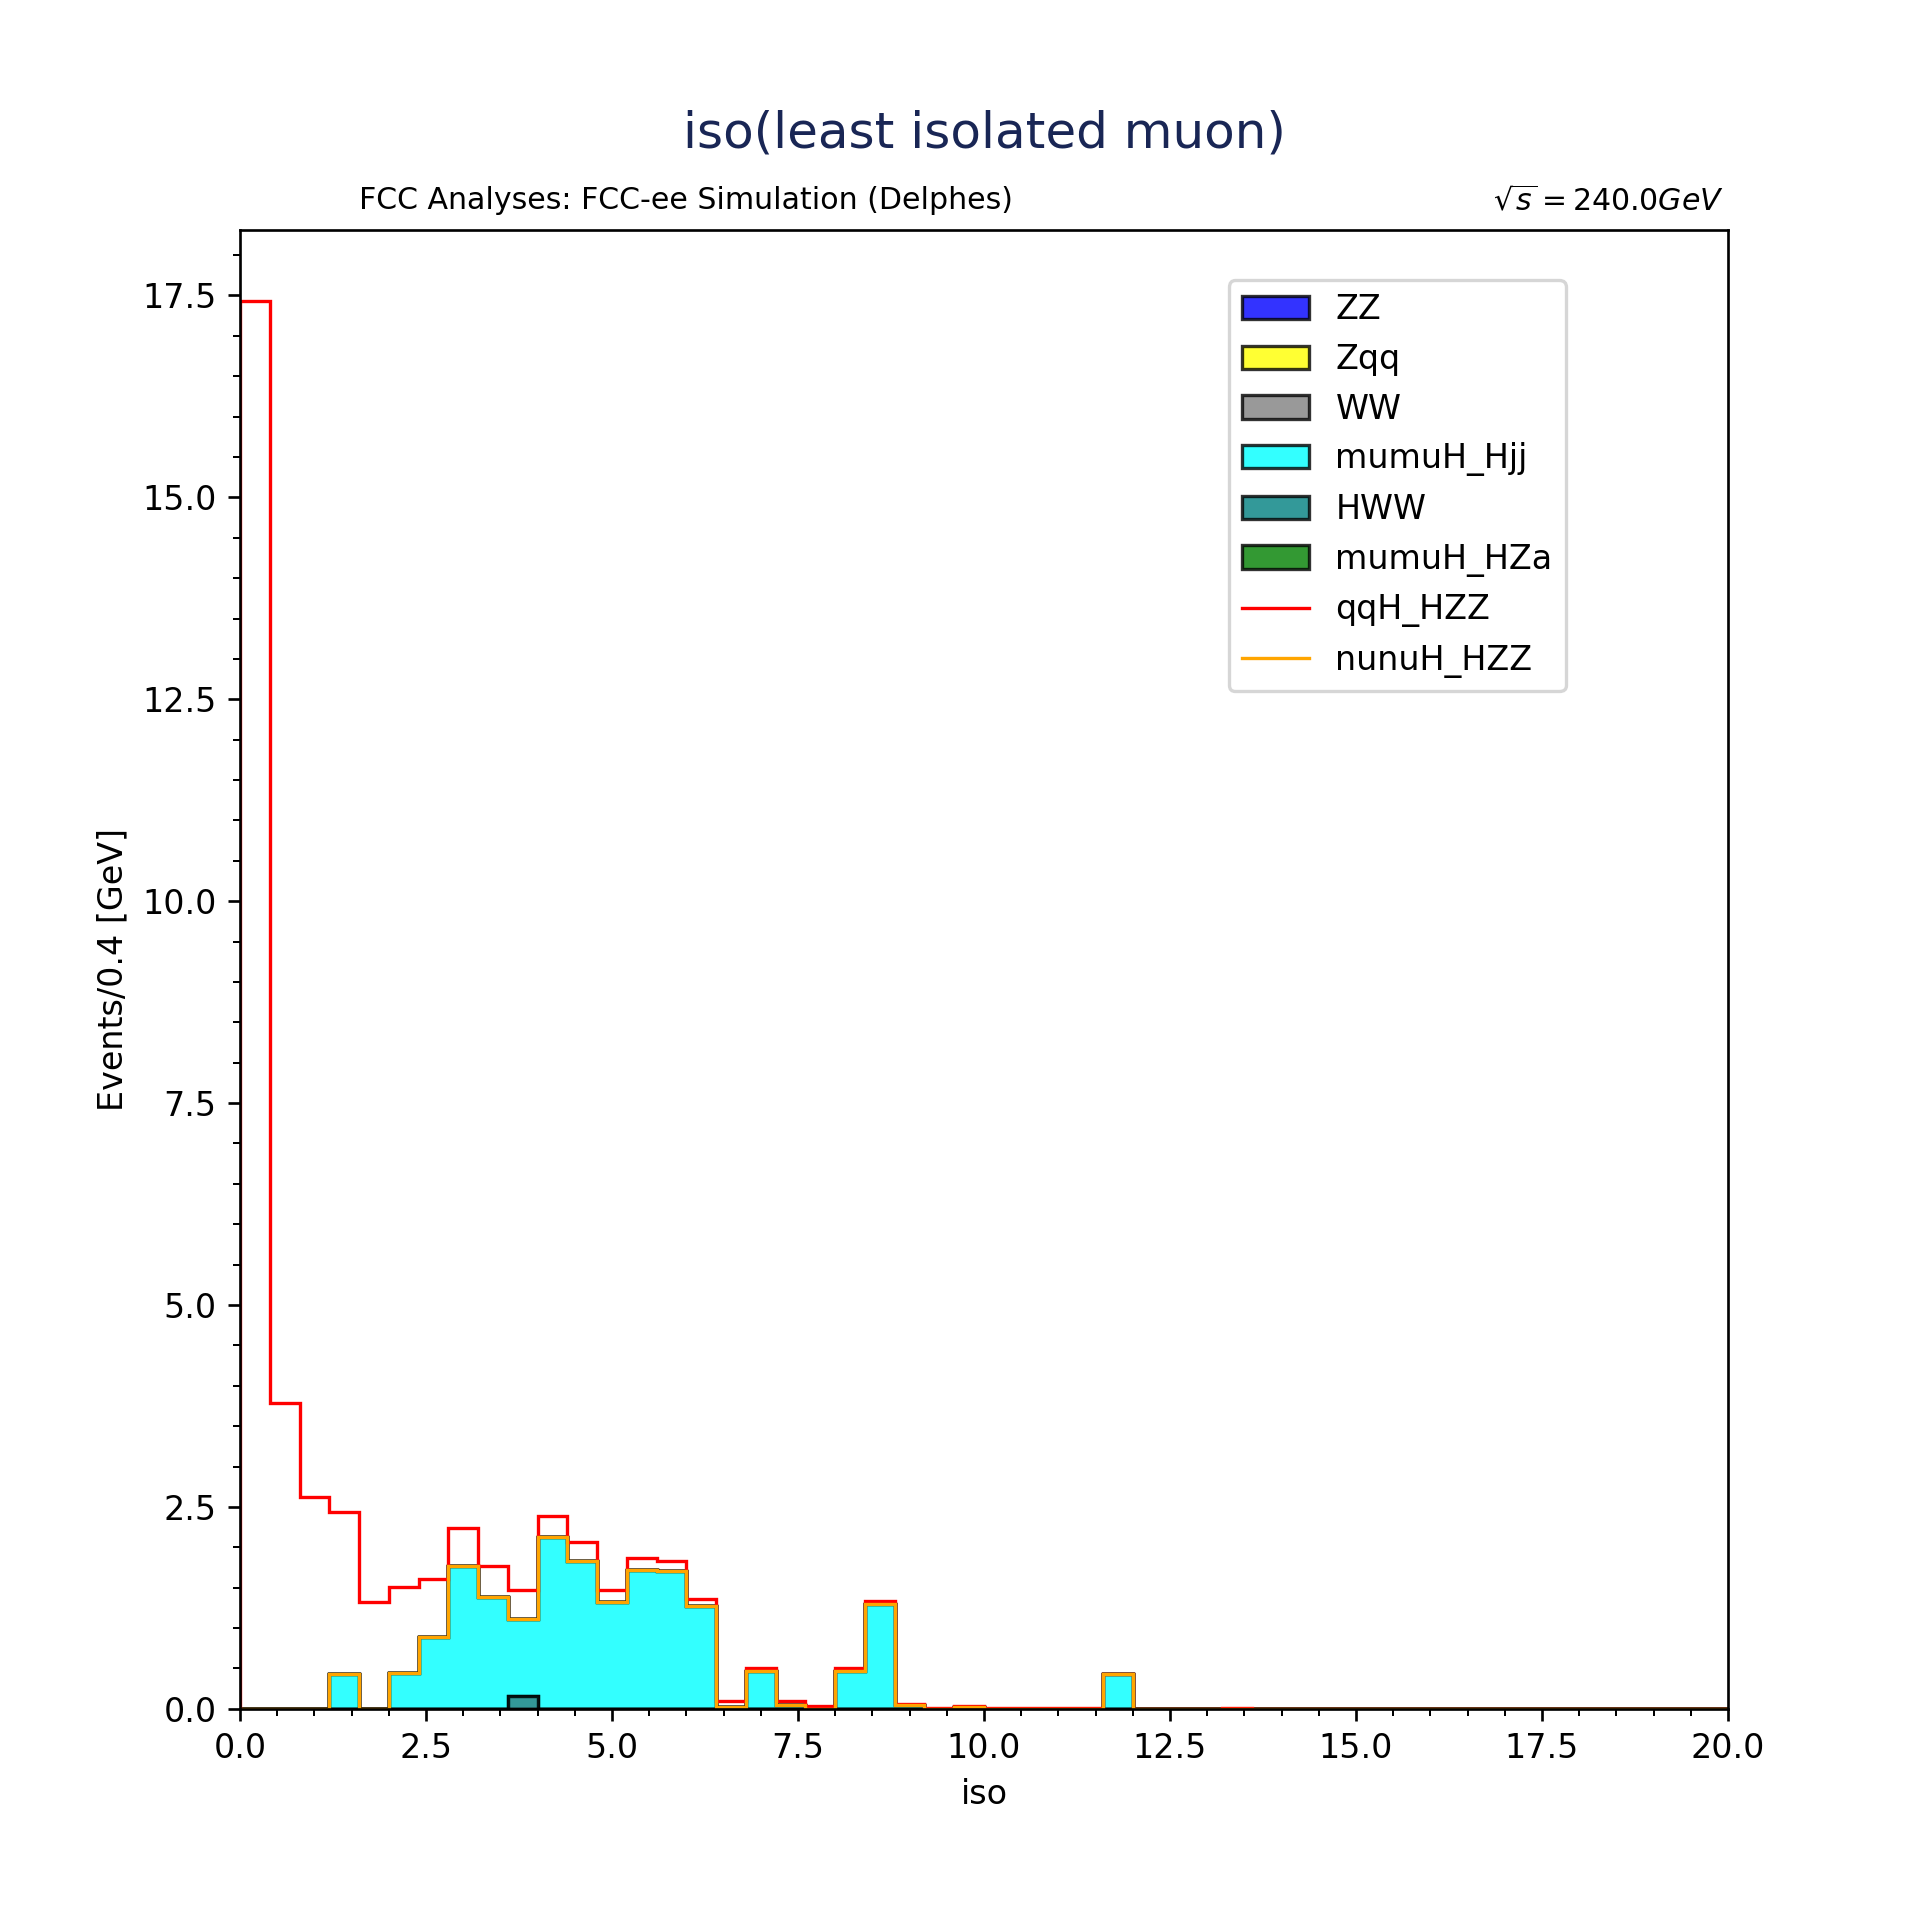 iso(least isolated muon)
FCC Analyses: FCC-ee Simulation (Delphes)
√s = 240.0GeV
ZZ
Zqq
WW
mumuH_Hjj
HWW
mumuH_HZa
qqH_HZZ
nunuH_HZZ
17.5
15.0
12.5
10.0
7.5
5.0
2.5
0.0
Events/0.4 [GeV]
0.0 2.5 5.0 7.5 10.0 12.5 15.0 17.5 20.0
iso